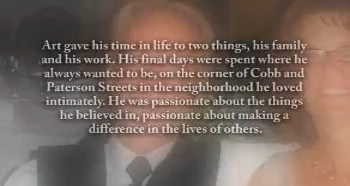 Art gave his time in life to two things, his family
and his work. His final days were spent where he
always wanted to be, on the corner of Cobb and
Paterson Streets in the neighborhood he loved
intimately. He was passionate about the things
he believed in, passionate about making a
difference in the lives of others.